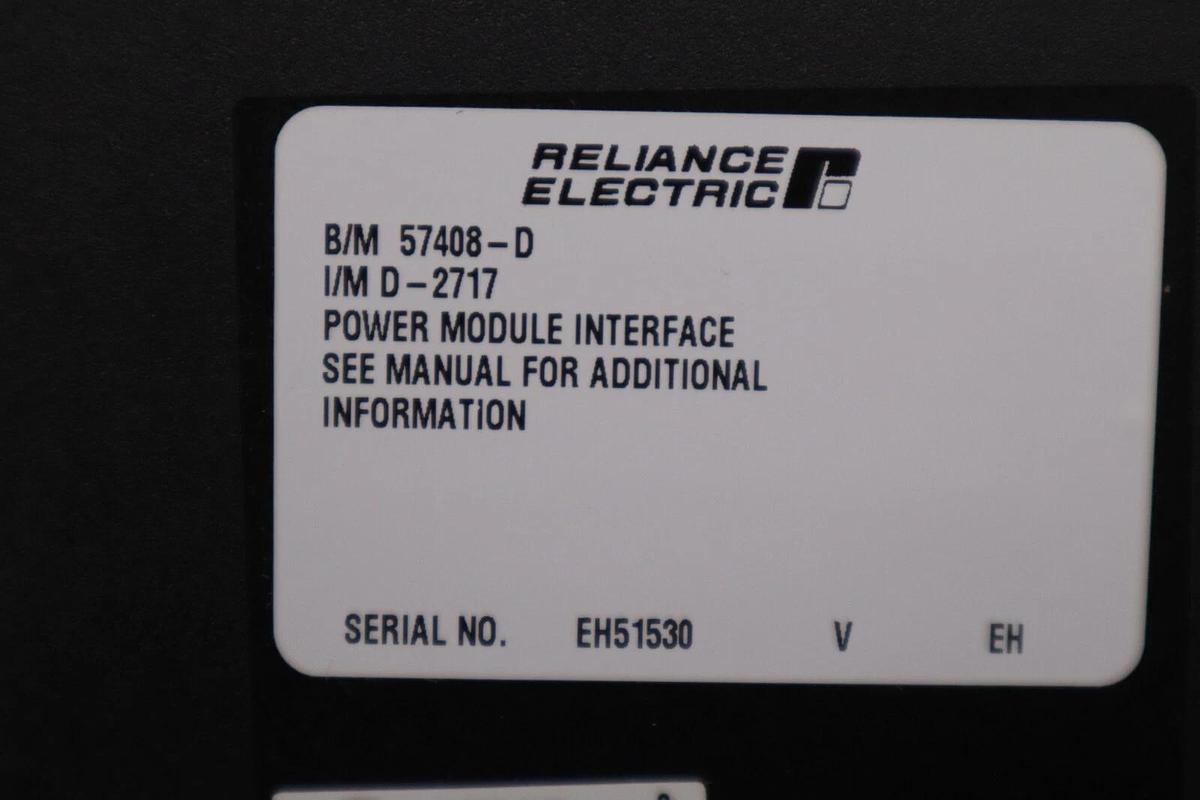 RELIANCE
ELECTRIC
B/M 57408-D
I/M D-2717
POWER MODULE INTERFACE
SEE MANUAL FOR ADDITIONAL
INFORMATION
SERIAL NO. EH51530 V EH